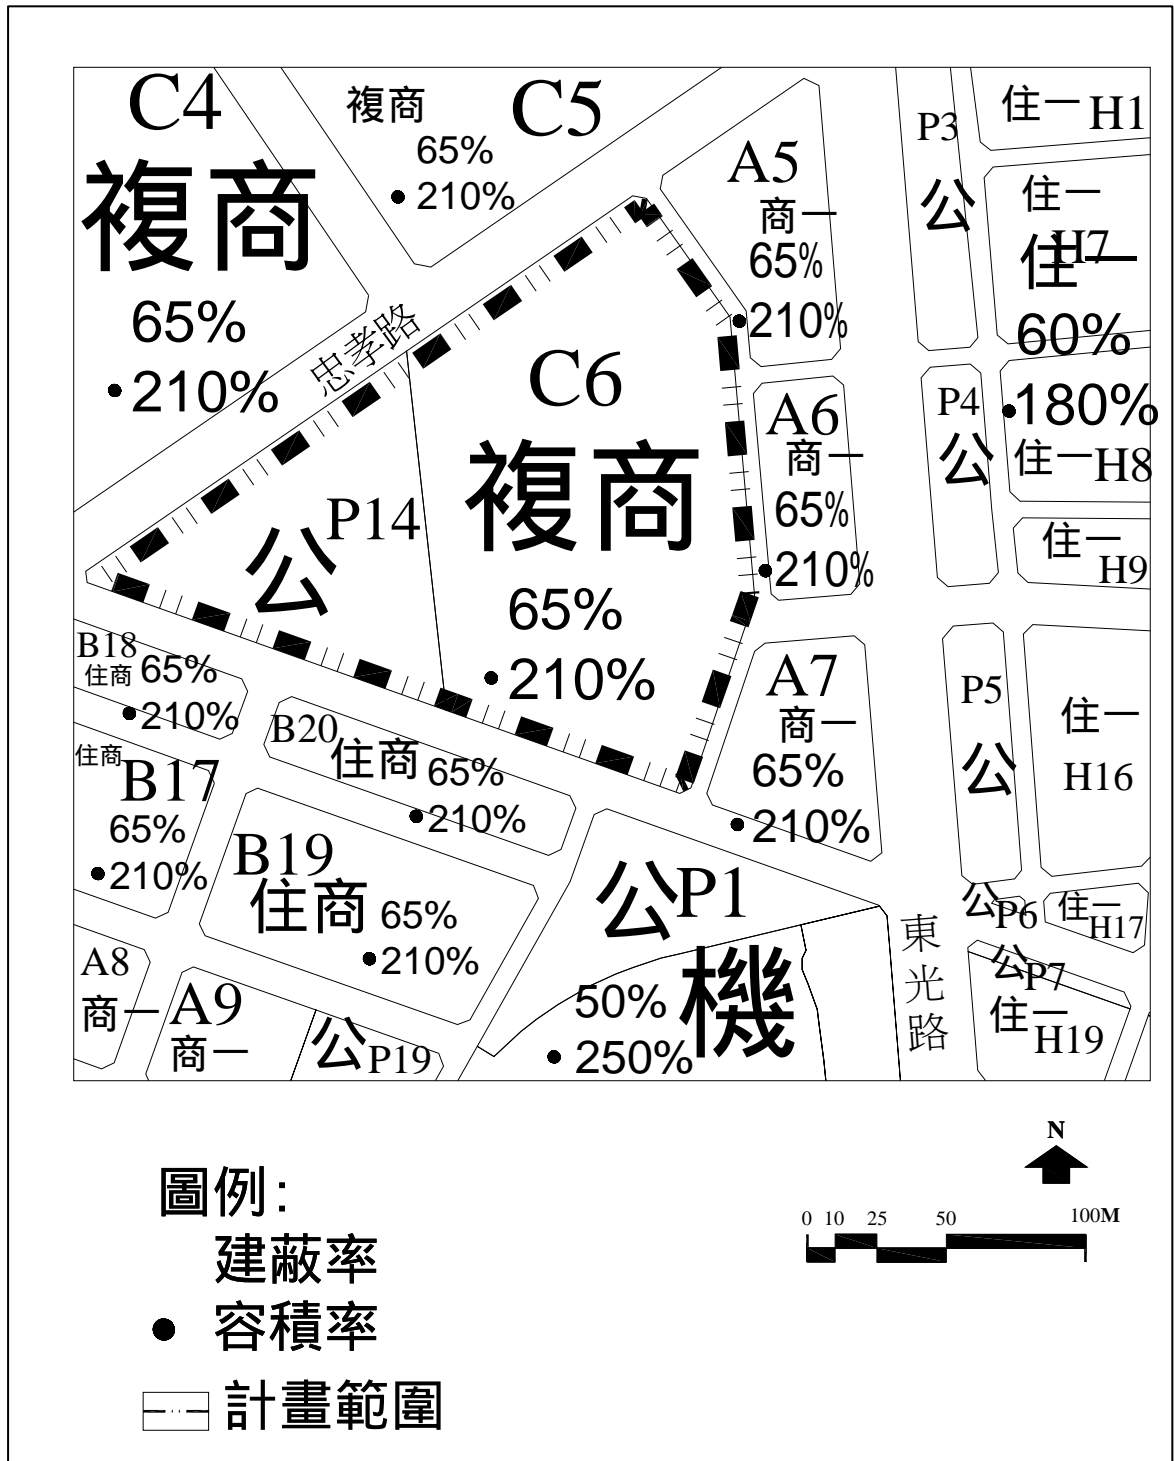 C4
複商
65%
210%
複商
C5
65%
210%
忠孝路
A5
商一
65%
210%
P3
公
住一 H1
住一
H7
住一
60%
180%
C6
複商
65%
210%
P14
公
A6
商一
65%
210%
P4
公
住一 H8
住一 H9
B18
住商 65%
210%
B20
住商 65%
210%
A7
商一
65%
210%
P5
公
住一
H16
住商
B17
65%
210%
B19
住商 65%
210%
公 P1
機
50%
250%
東光路
公 P6
住一 H17
公 P7
住一
H19
A8
商一
A9
商一
公 P19
N
0 10 25 50 100M
圖例：
建蔽率
容積率
計畫範圍